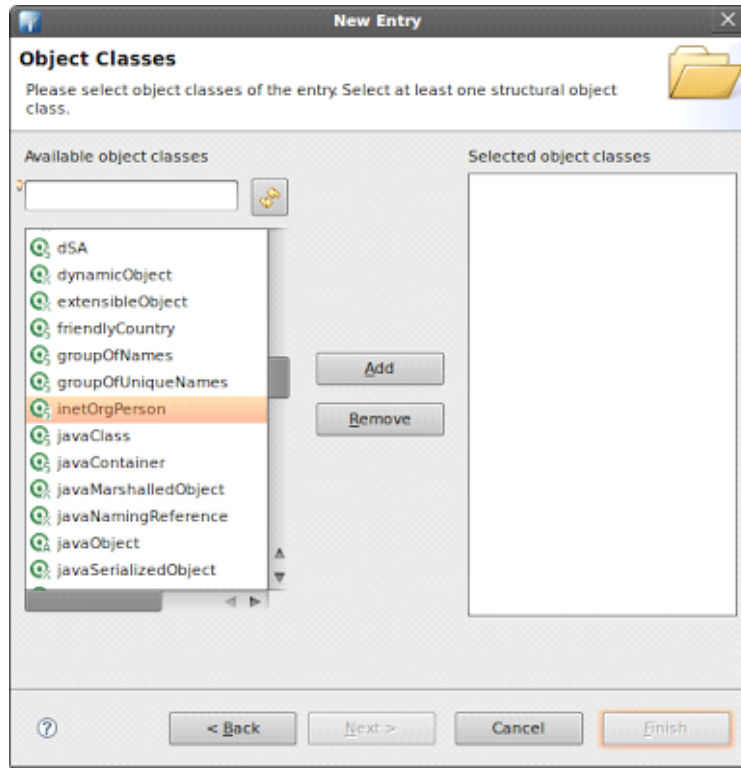 New Entry
Object Classes
Please select object classes of the entry. Select at least one structural object
class.
Available object classes
Selected object classes
dSA
dynamicObject
extensibleObject
friendlyCountry
groupOfNames
groupOfUniqueNames
inetOrgPerson
javaClass
javaContainer
javaMarshalledObject
javaNamingReference
javaObject
javaSerializedObject
Add
Remove
< Back
Next >
Cancel
Finish